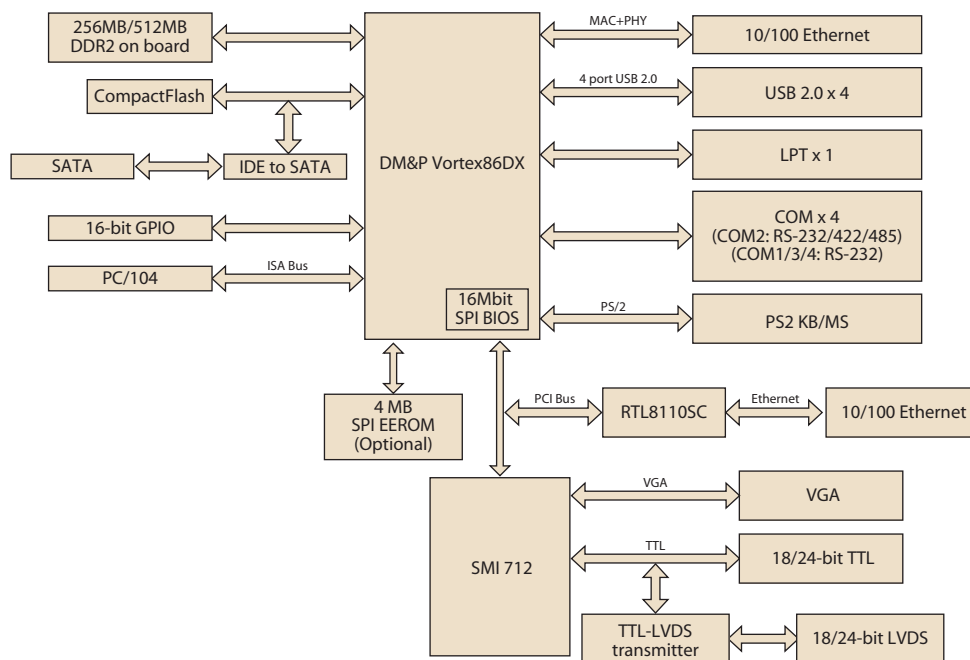 256MB/512MB
DDR2 on board
MAC+PHY
10/100 Ethernet
CompactFlash
4 port USB 2.0
USB 2.0 x 4
DM&P Vortex86DX
LPT x 1
SATA
IDE to SATA
16-bit GPIO
COM x 4
(COM2: RS-232/422/485)
(COM1/3/4: RS-232)
PC/104
ISA Bus
16Mbit
SPI BIOS
PS/2
PS2 KB/MS
4 MB
SPI EEROM
(Optional)
PCI Bus
RTL8110SC
Ethernet
10/100 Ethernet
SMI 712
VGA
VGA
TTL
18/24-bit TTL
TTL-LVDS
transmitter
18/24-bit LVDS